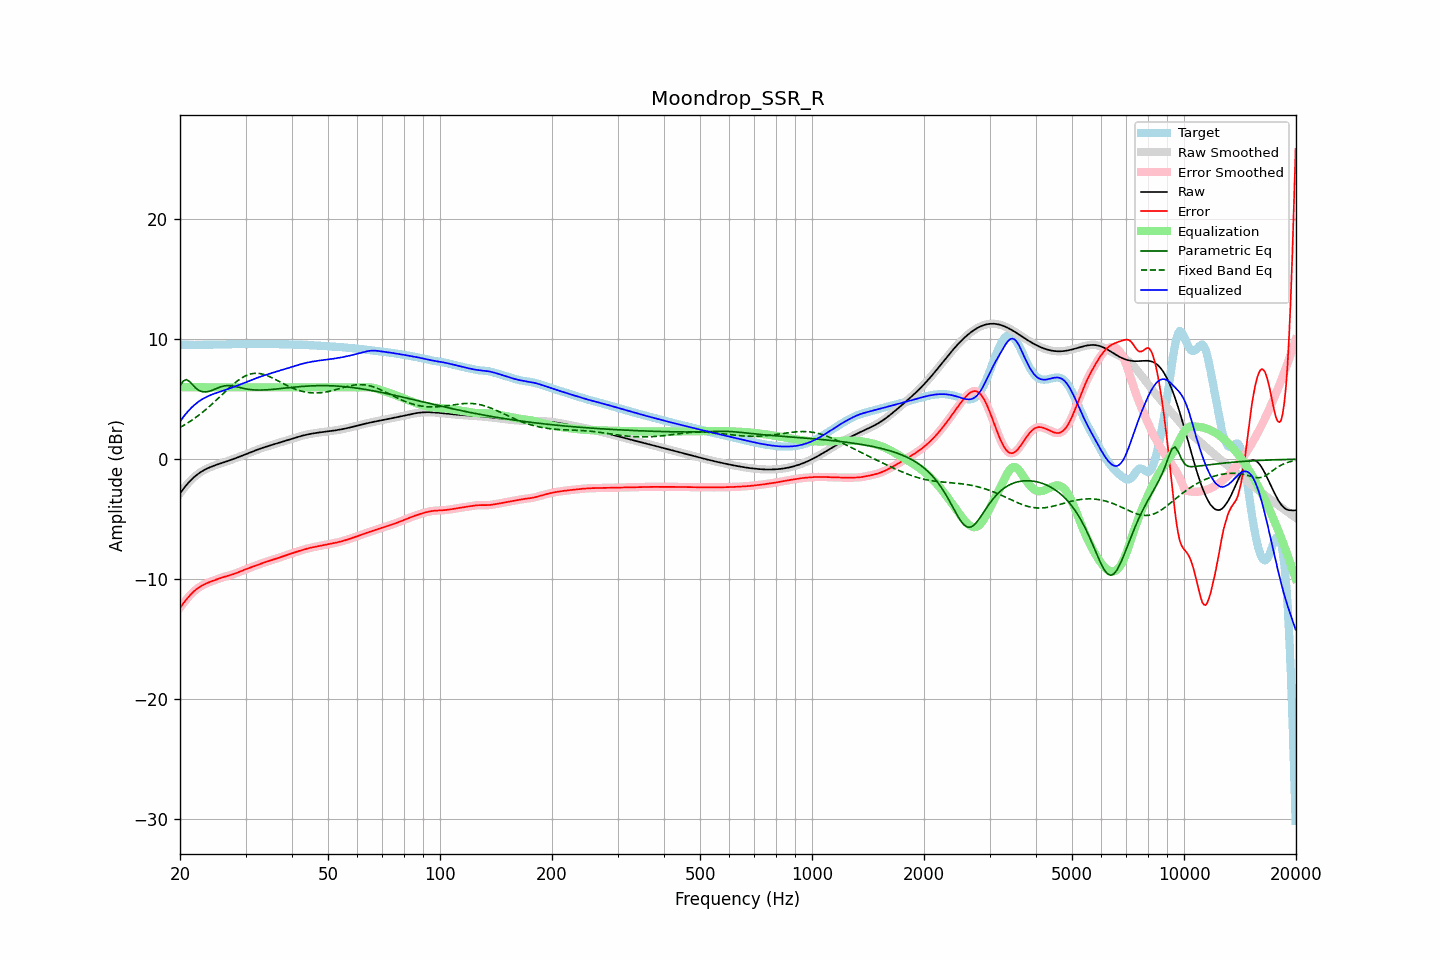 Moondrop_SSR_R
Target
Raw Smoothed
Error Smoothed
Raw
Error
Equalization
Parametric Eq
Fixed Band Eq
Equalized
Amplitude (dBr)
20
10
0
−10
−20
−30
20 50 100 200 500 1000 2000 5000 10000 20000
Frequency (Hz)